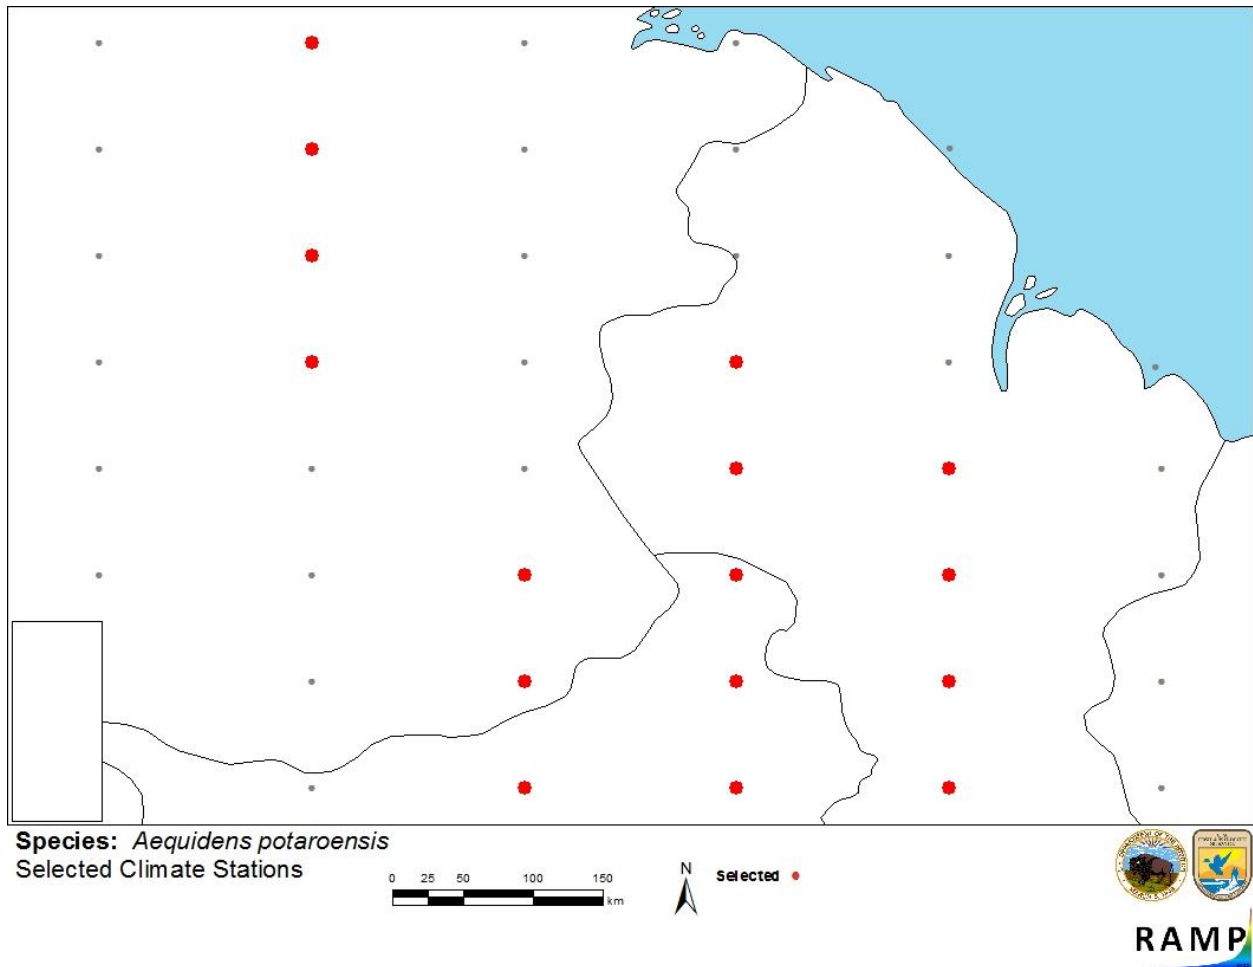 Species: Aequidens potaroensis
Selected Climate Stations
0 25 50 100 150
km
N
Selected
RAMP